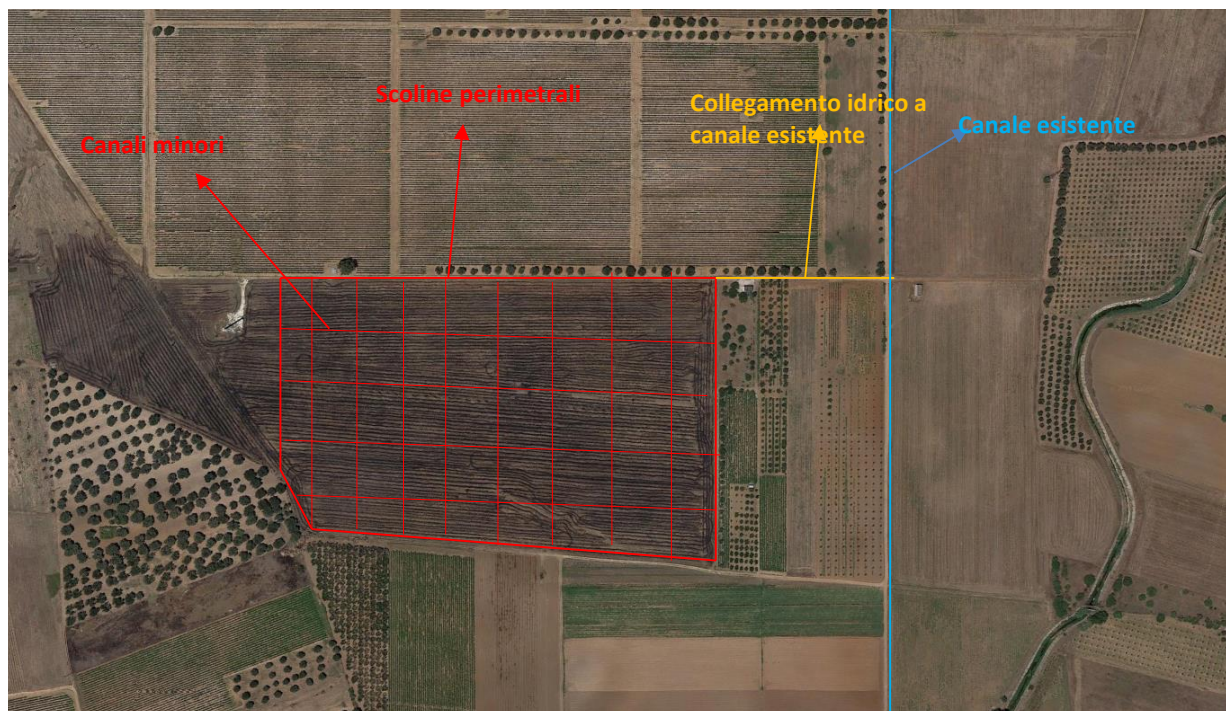 Scoline perimetrali
Canali minori
Collegamento idrico a
canale esistente
Canale esistente